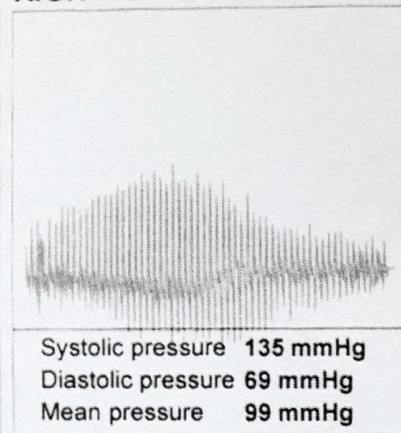 Systolic pressure 135 mmHg
Diastolic pressure 69 mmHg
Mean pressure 99 mmHg